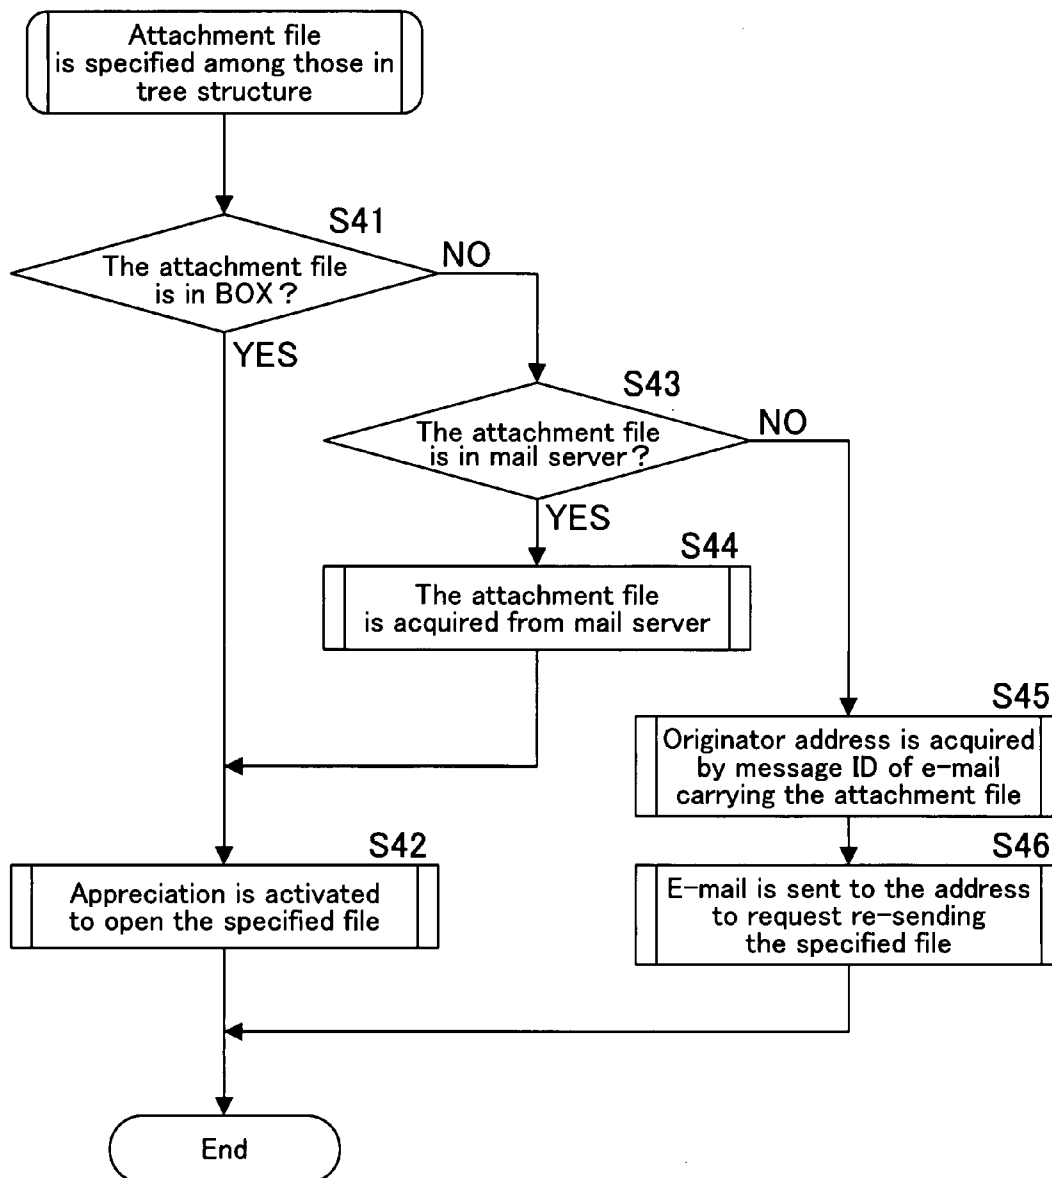 Attachment file
is specified among those in
tree structure
S41
The attachment file
is in BOX?
NO
YES
S43
The attachment file
is in mail server?
NO
YES
S44
The attachment file
is acquired from mail server
S45
Originator address is acquired
by message ID of e-mail
carrying the attachment file
S42
Appreciation is activated
to open the specified file
S46
E-mail is sent to the address
to request re-sending
the specified file
End